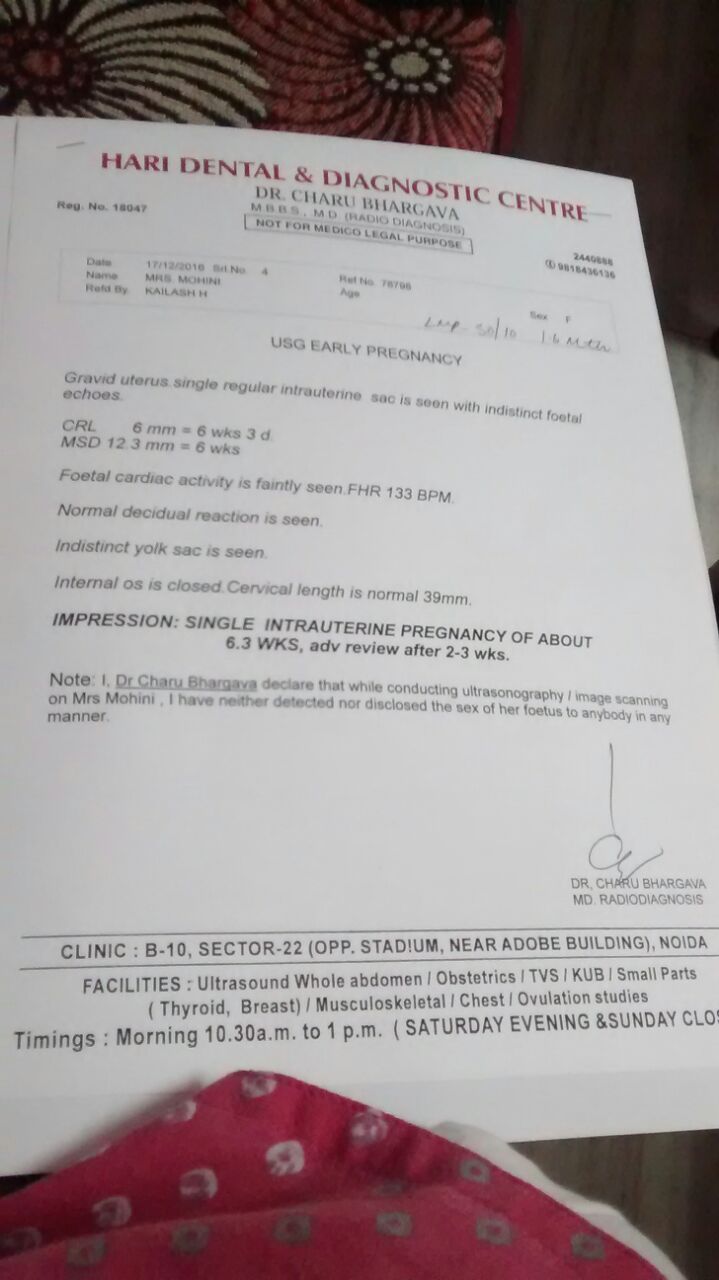 HARI DENTAL & DIAGNOSTIC CENTRE
DR. CHARU BHARGAVA
Reg. No. 18047
M.B.B.S., M.D. (RADIO DIAGNOSIS)
NOT FOR MEDICO LEGAL PURPOSE
2440888
✆ 9818436136
Date 17/12/2016 Srl.No. 4 Ref No. 78798
Name MRS. MOHINI Age Sex F
Refd By KAILASH H
LMP 30/10
USG EARLY PREGNANCY
Gravid uterus.single regular intrauterine sac is seen with indistinct foetal
echoes.
CRL 6 mm = 6 wks 3 d.
MSD 12.3 mm = 6 wks
Foetal cardiac activity is faintly seen.FHR 133 BPM.
Normal decidual reaction is seen.
Indistinct yolk sac is seen.
Internal os is closed.Cervical length is normal 39mm.
IMPRESSION: SINGLE INTRAUTERINE PREGNANCY OF ABOUT
6.3 WKS, adv review after 2-3 wks.
Note: I, Dr Charu Bhargava declare that while conducting ultrasonography / image scanning
on Mrs Mohini , I have neither detected nor disclosed the sex of her foetus to anybody in any
manner.
DR, CHARU BHARGAVA
MD. RADIODIAGNOSIS
CLINIC : B-10, SECTOR-22 (OPP. STADIUM, NEAR ADOBE BUILDING), NOIDA
FACILITIES : Ultrasound Whole abdomen / Obstetrics / TVS / KUB / Small Parts
( Thyroid, Breast) / Musculoskeletal / Chest / Ovulation studies
Timings : Morning 10.30a.m. to 1 p.m. ( SATURDAY EVENING &SUNDAY CLOS